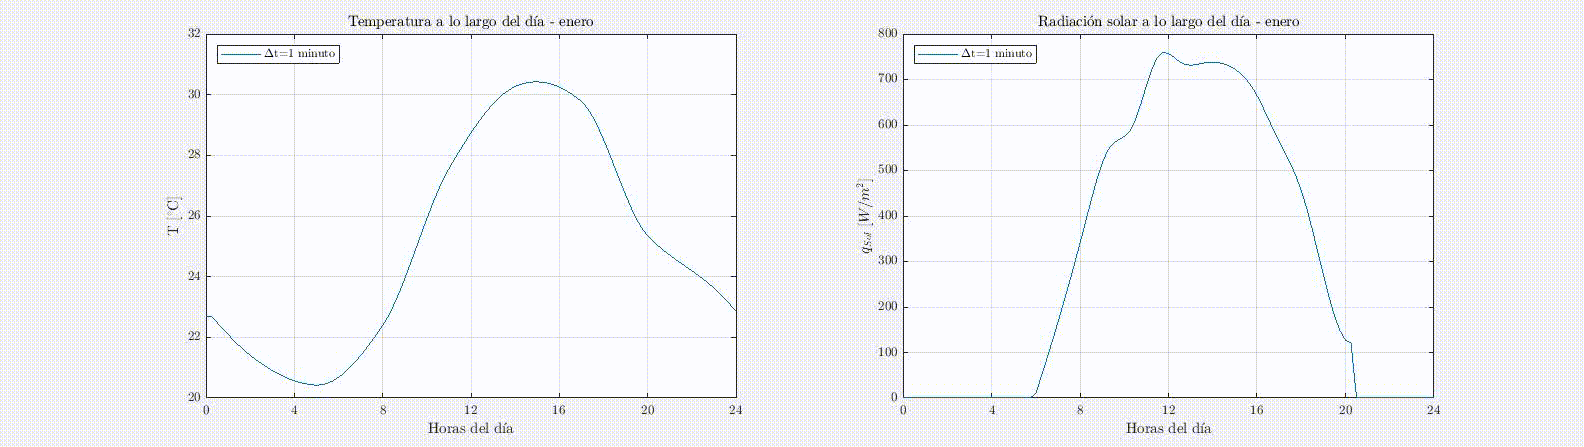 Temperatura a lo largo del día - enero
Δt=1 minuto
32
30
28
26
24
22
20
T [°C]
0 4 8 12 16 20 24
Horas del día
Radiación solar a lo largo del día - enero
Δt=1 minuto
800
700
600
500
400
300
200
100
0
q_Sol [W/m²]
0 4 8 12 16 20 24
Horas del día